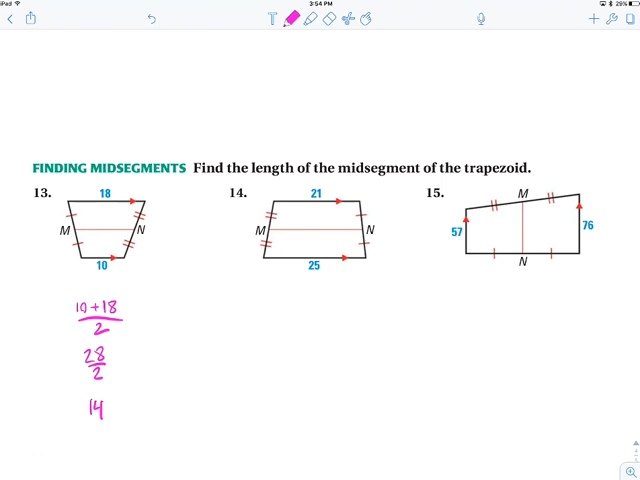 iPad 3:54 PM 29%
T
FINDING MIDSEGMENTS Find the length of the midsegment of the trapezoid.
13. 18
M N
10
14. 21
M N
25
15. M
57 76
N
10 + 18
2
28
2
14